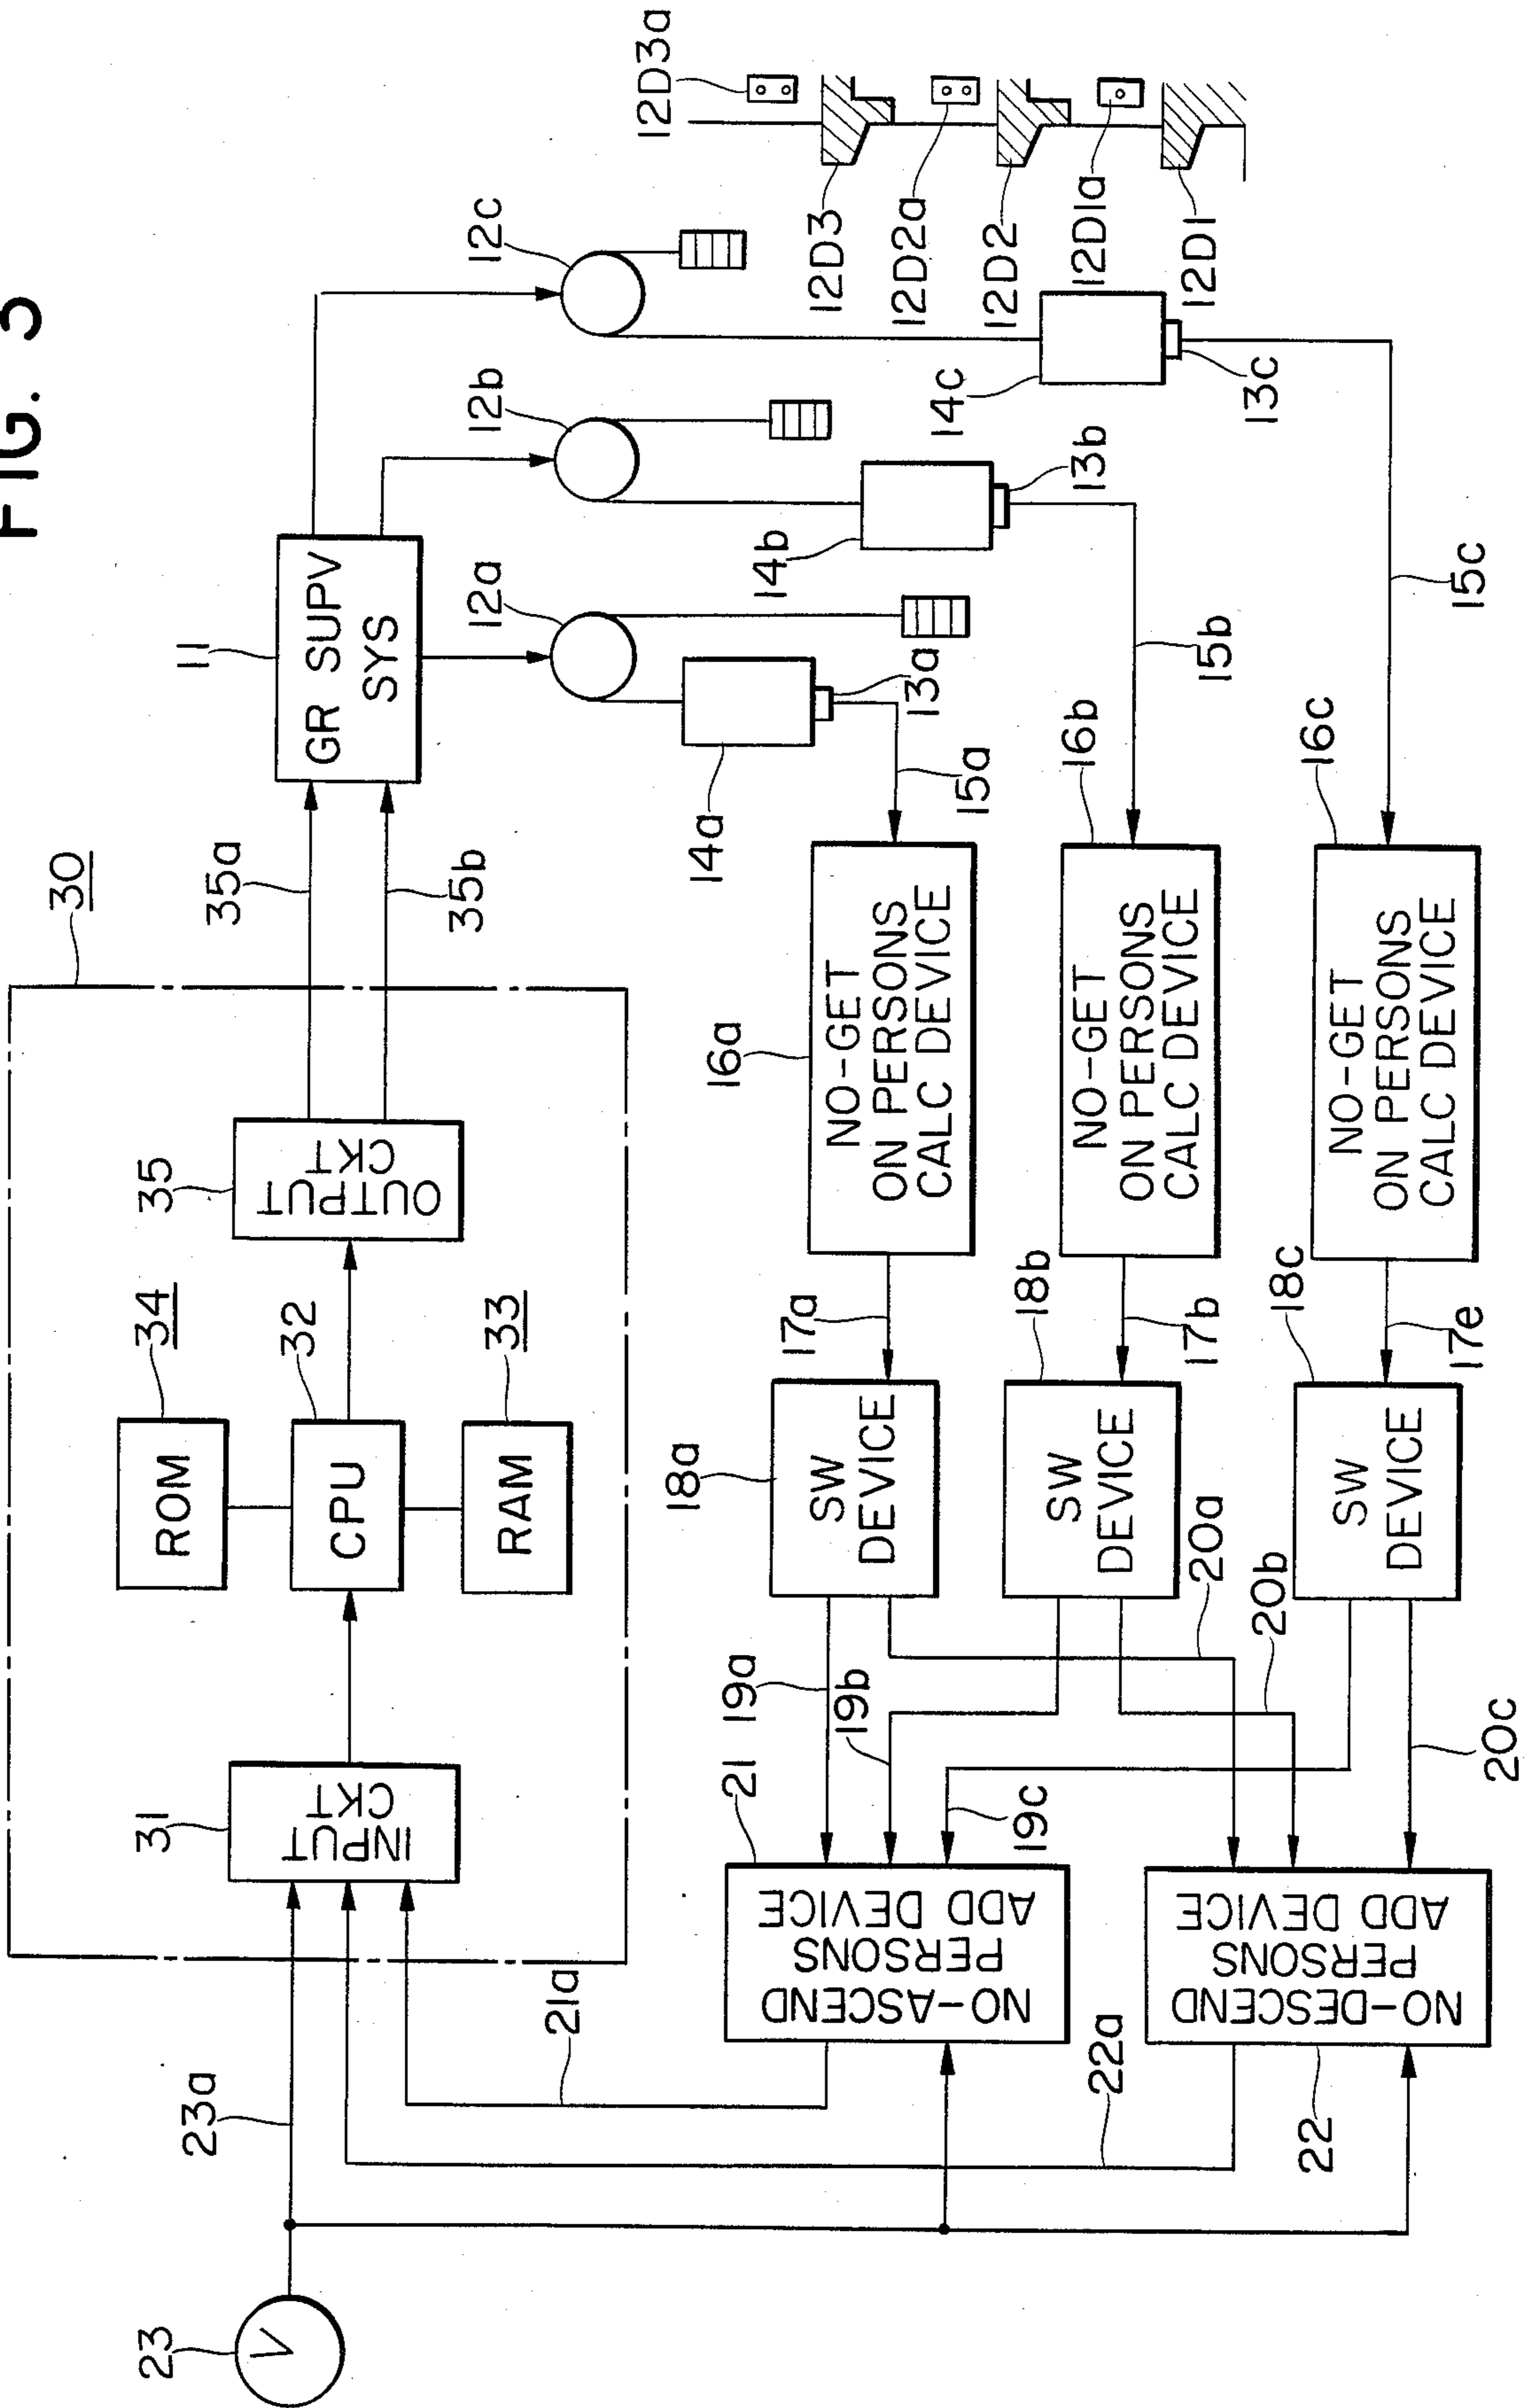 FIG. 3
30
34
ROM
32
CPU
33
RAM
31
INPUT
CKT
35
OUTPUT
CKT
35a
35b
11
GR SUPV
SYS
12a
12b
12c
12D3a
12D3
12D2a
12D2
12D1a
12D1
14a
13a
14b
13b
14c
13c
15a
15b
15c
16a
NO-GET
ON PERSONS
CALC DEVICE
16b
NO-GET
ON PERSONS
CALC DEVICE
16c
NO-GET
ON PERSONS
CALC DEVICE
17a
17b
17e
18a
SW
DEVICE
18b
SW
DEVICE
18c
SW
DEVICE
19a
19b
19c
20a
20b
20c
21
NO-ASCEND
PERSONS
ADD DEVICE
21a
22
NO-DESCEND
PERSONS
ADD DEVICE
22a
23
V
23a